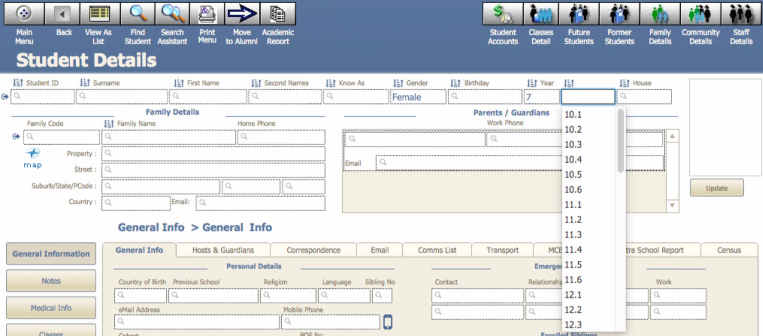 Main Menu
Back
View As List
Find Student
Search Assistant
Print Menu
Move to Alumni
Academic Report
Student Accounts
Classes Detail
Future Students
Former Students
Family Details
Community Details
Staff Details
Student Details
Student ID Surname First Name Second Names Know As Gender Birthday Year House
Female 7
Family Details
Parents / Guardians
Family Code Family Name Home Phone
Work Phone
map
Property :
Street :
Suburb/State/PCode :
Country : Email:
Email
10.1
10.2
10.3
10.4
10.5
10.6
11.1
11.2
11.3
11.4
11.5
11.6
12.1
12.2
12.3
Update
General Info > General Info
General Information
Notes
Medical Info
Classes
General Info Hosts & Guardians Correspondence Email Comms List Transport MCE tra School Report Census
Personal Details
Emerge
Country of Birth Previous School Religion Language Sibling No
Contact Relationship Work
eMail Address Mobile Phone
Enrolled Siblings